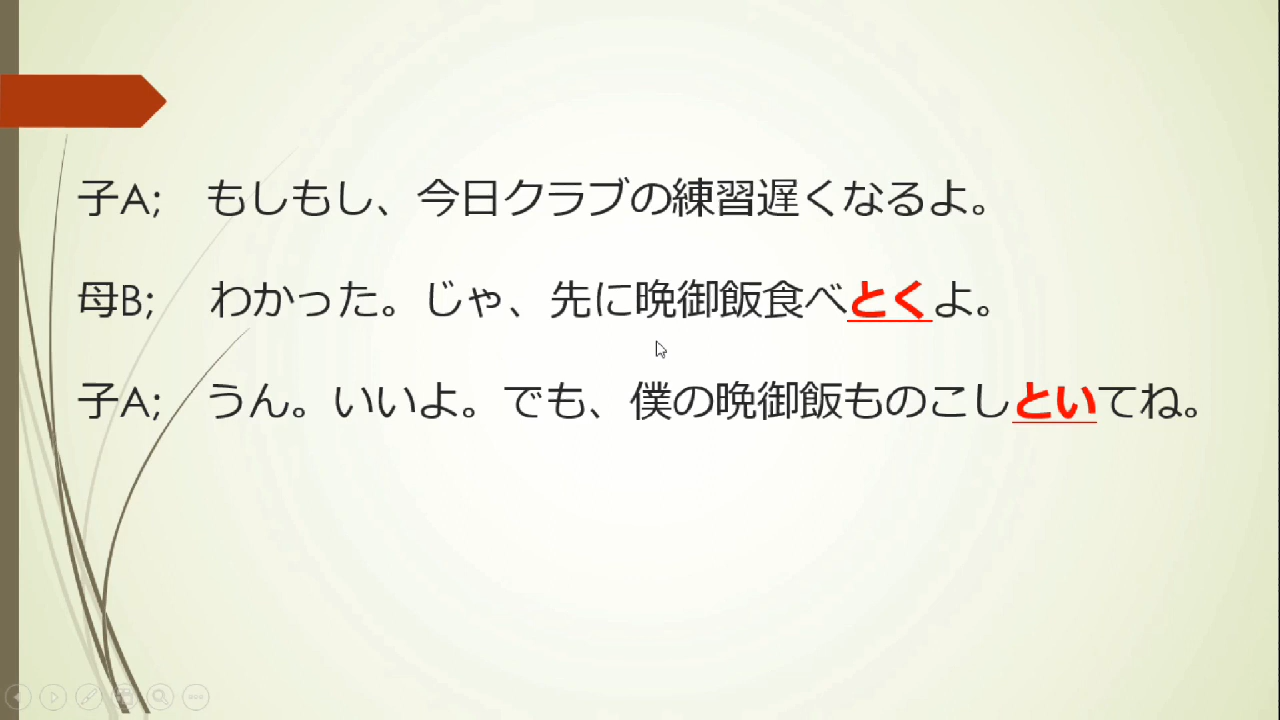 子A;　もしもし、今日クラブの練習遅くなるよ。
母B;　わかった。じゃ、先に晩御飯食べとくよ。
子A;　うん。いいよ。でも、僕の晩御飯ものこしといてね。